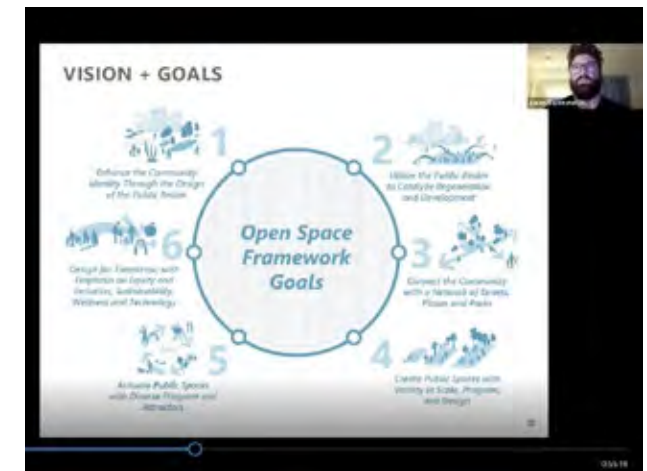 VISION + GOALS
1
Enhance the Community
Identity Through the Design
of the Public Realm
2
Utilize the Public Realm
to Catalyze Regeneration
and Development
Open Space
Framework
Goals
3
Connect the Community
with a Network of Streets,
Plazas and Parks
4
Create Public Spaces with
Variety in Scale, Program,
and Design
5
Activate Public Spaces
with Diverse Program and
Attractors
6
Design for Tomorrow with
Emphasis on Equity and
Inclusion, Sustainability,
Wellness and Technology